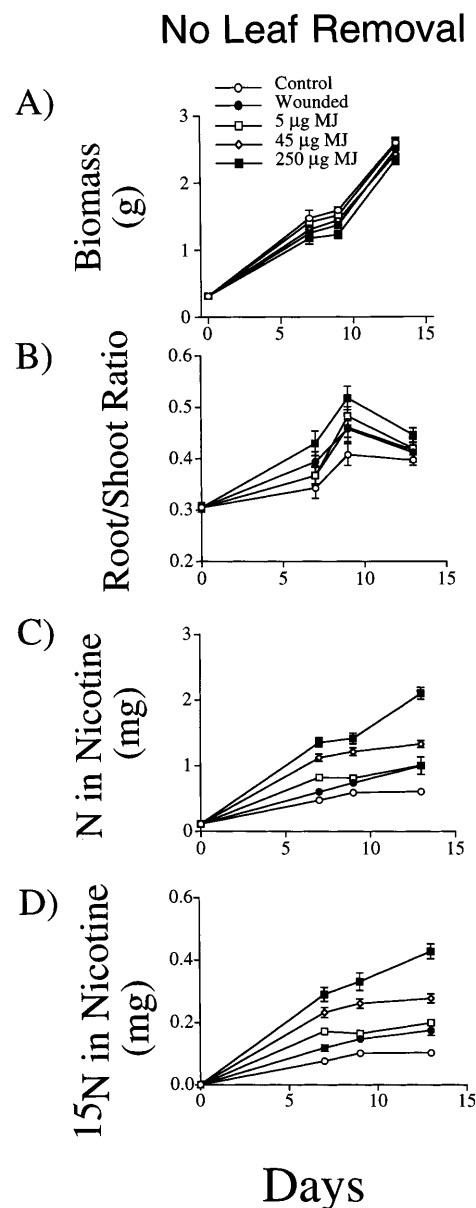 No Leaf Removal
A)
Control
Wounded
5 µg MJ
45 µg MJ
250 µg MJ
Biomass
(g)
3
2
1
0
0 5 10 15
B)
Root/Shoot Ratio
0.6
0.5
0.4
0.3
0.2
0 5 10 15
C)
N in Nicotine
(mg)
3
2
1
0
0 5 10 15
D)
15N in Nicotine
(mg)
0.6
0.4
0.2
0.0
0 5 10 15
Days